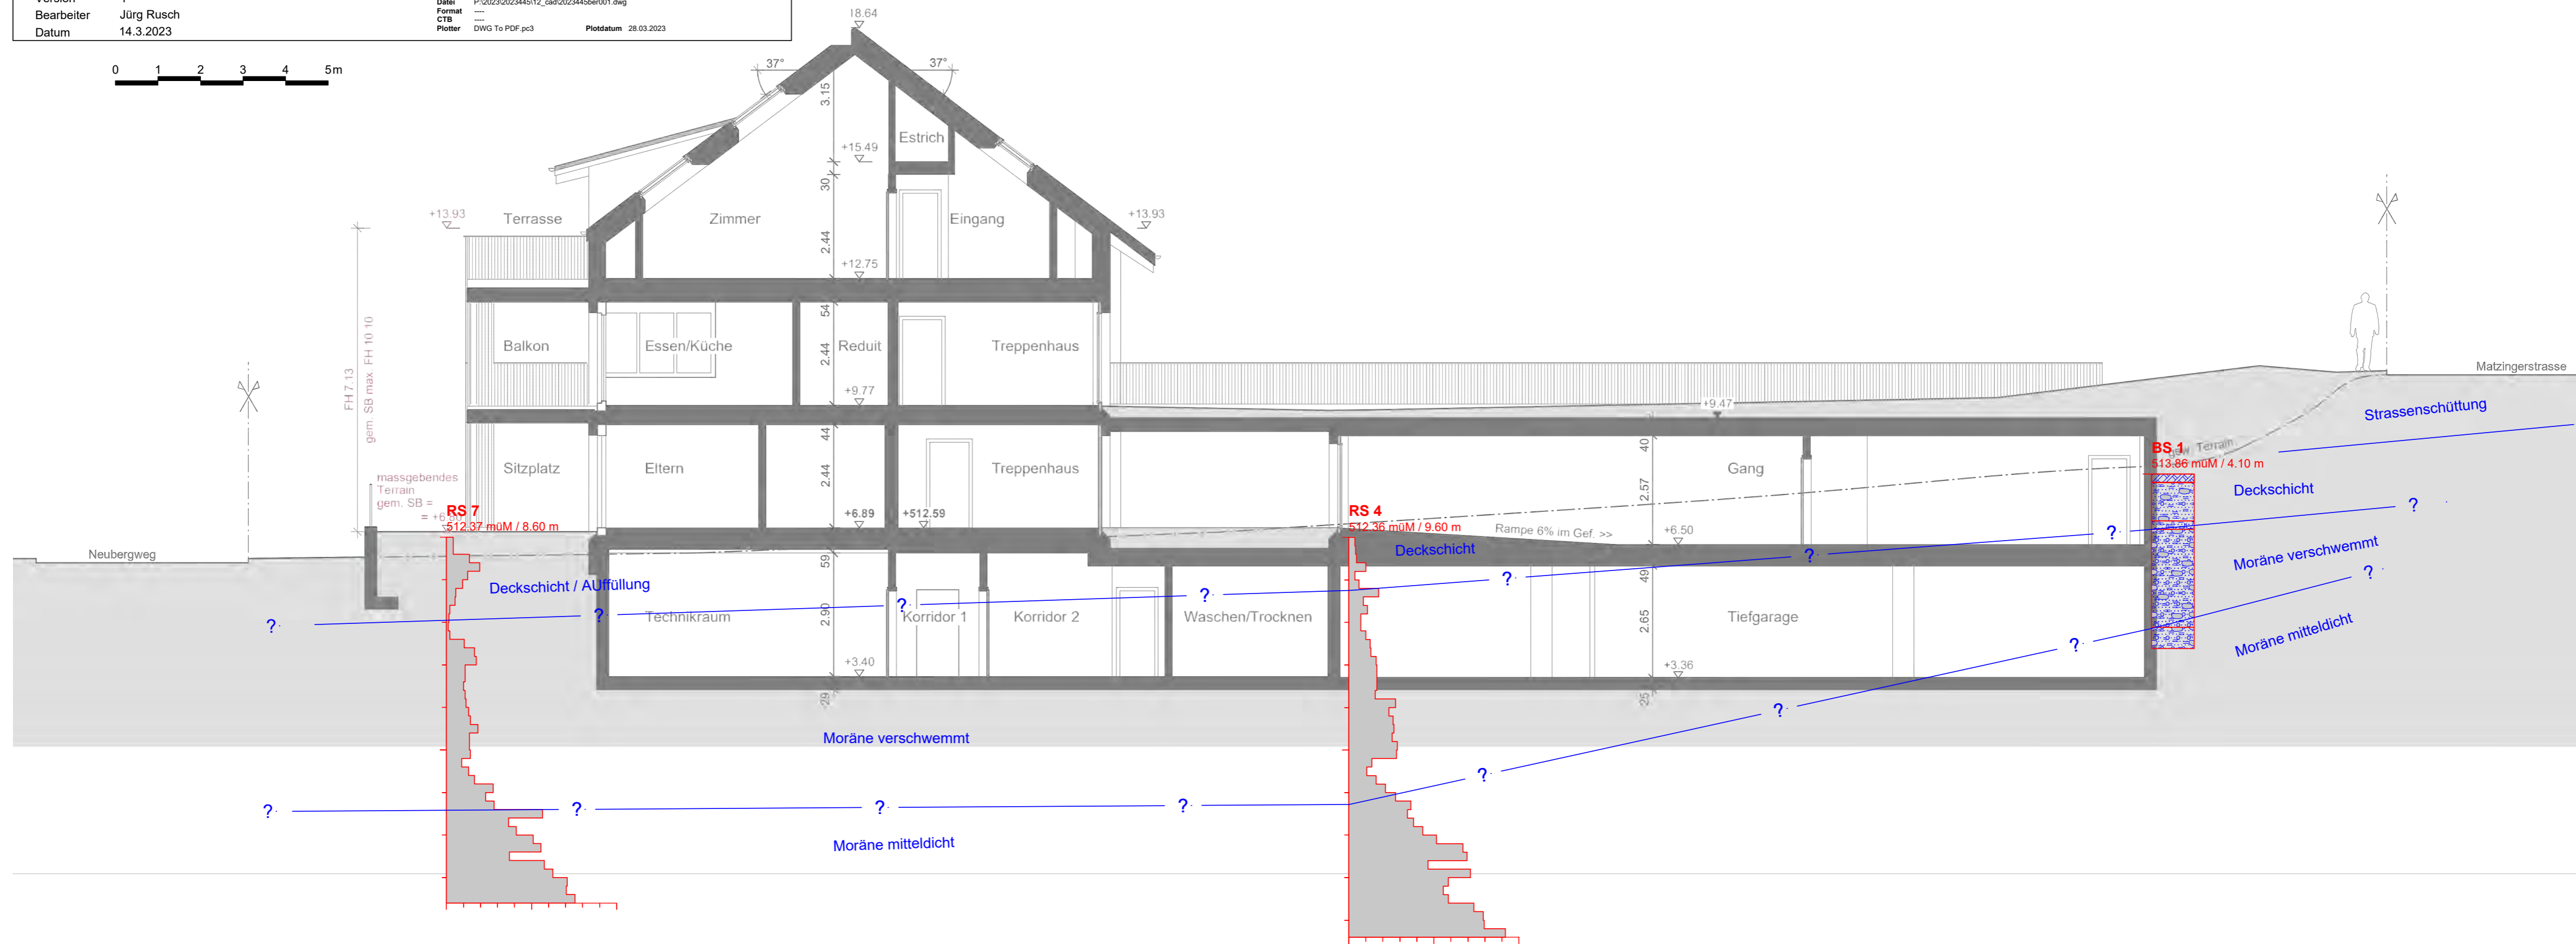 Bearbeiter Jürg Rusch
Datum 14.3.2023
Datei P:\2023\2023445\12_cad\2023445ber001.dwg
Format ----
CTB ----
Plotter DWG To PDF.pc3 Plotdatum 28.03.2023
0 1 2 3 4 5m
18.64
37° 37°
3.15
Estrich
+15.49
30
+13.93
Terrasse
Zimmer
Eingang
+13.93
2.44
+12.75
54
FH 7.13
gem. SB max. FH 10.10
Balkon
Essen/Küche
Reduit
Treppenhaus
2.44
+9.77
Matzingerstrasse
+9.47
Strassenschüttung
44
40
gew. Terrain
BS 1
513.86 müM / 4.10 m
Sitzplatz
Eltern
Treppenhaus
Gang
2.44
2.57
Deckschicht
massgebendes
Terrain
gem. SB =
RS 7
512.37 müM / 8.60 m
+6.89
+512.59
RS 4
512.36 müM / 9.60 m
Rampe 6% im Gef. >>
+6.50
Neubergweg
Deckschicht
Moräne verschwemmt
59
49
Deckschicht / AUffüllung
? ? ? ? ? ? ? ?
Technikraum
2.90
Korridor 1
Korridor 2
Waschen/Trocknen
2.65
Tiefgarage
Moräne mitteldicht
+3.40
+3.36
29
25
Moräne verschwemmt
? ? ? ? ? ? ? ?
Moräne mitteldicht